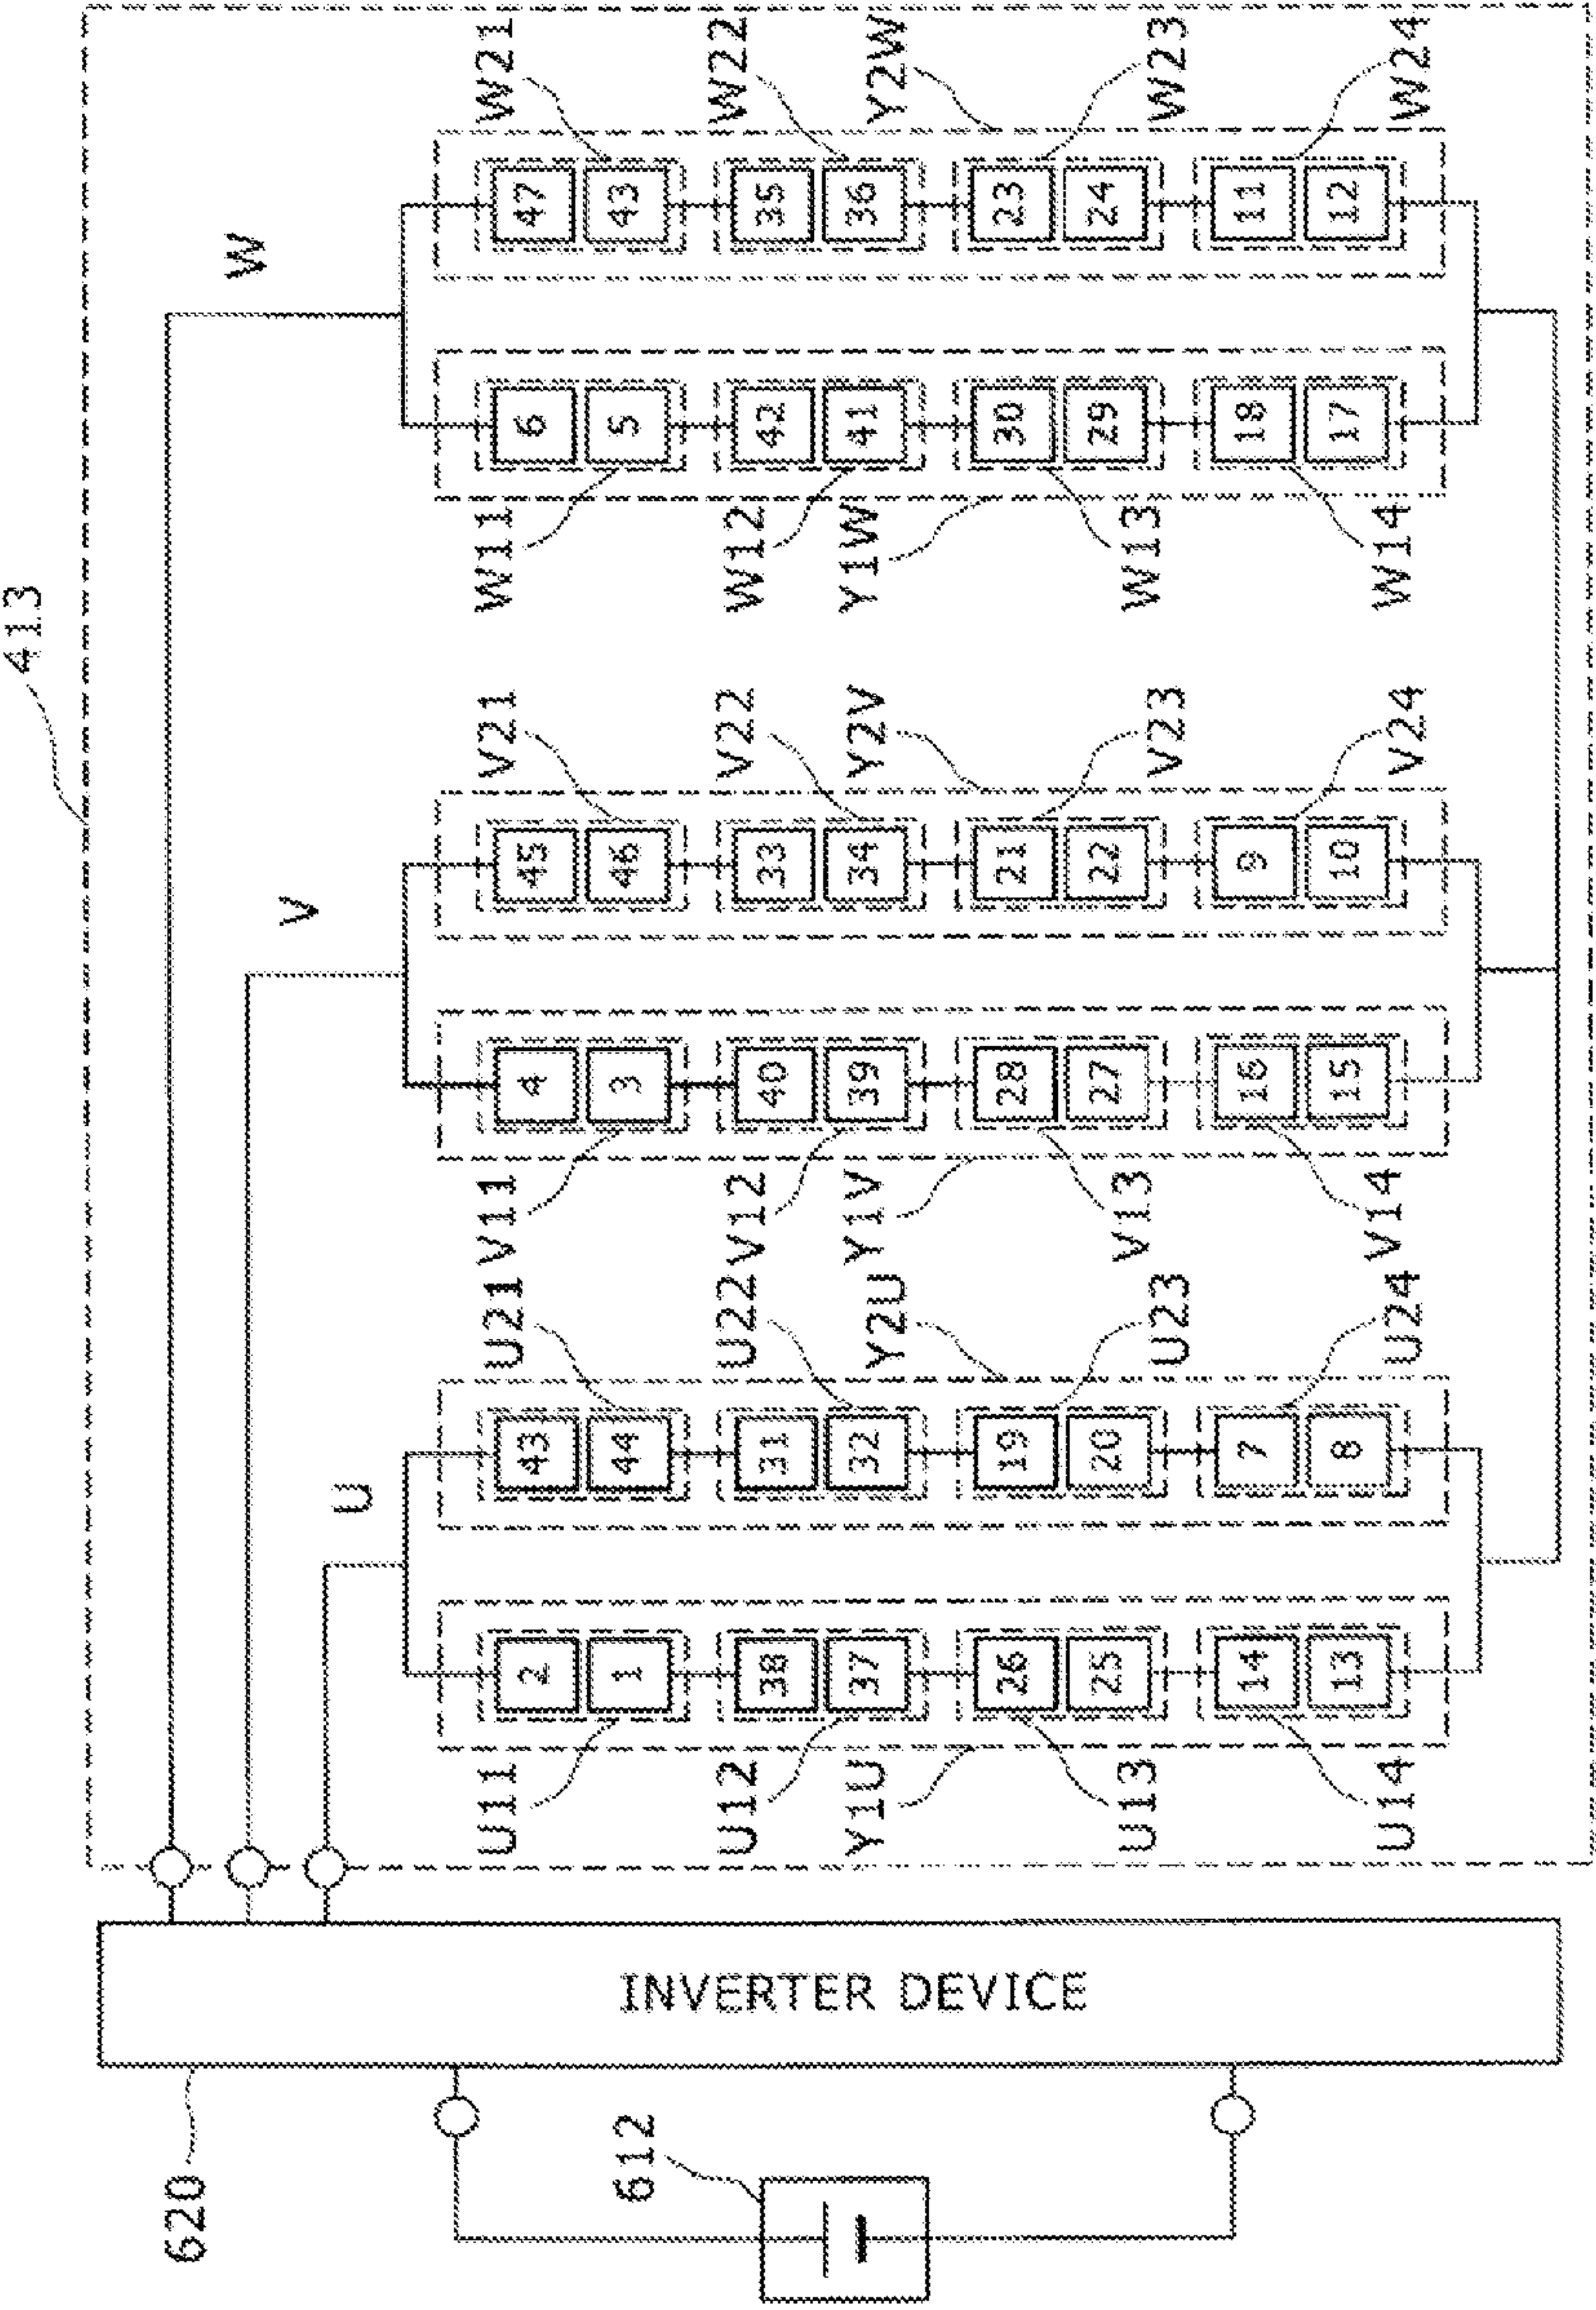 413
620
W
V
U
U11 U21 V11 V21 W11 W21
2 43 4 45 6 47
1 44 3 46 5 43
612
INVERTER DEVICE
U12 U22 V12 V22 W12 W22
38 31 40 33 42 35
37 32 39 34 41 36
Y1U Y2U Y1V Y2V Y1W Y2W
26 19 28 21 30 23
25 20 27 22 29 24
U13 U23 V13 V23 W13 W23
14 7 16 9 18 11
13 8 15 10 17 12
U14 U24 V14 V24 W14 W24